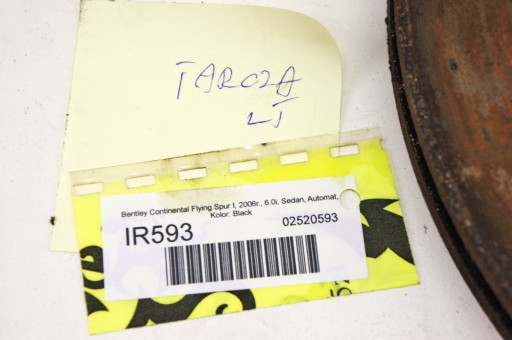 TARCZA
LT
Bentley Continental Flying Spur I, 2006r., 6.0i, Sedan, Automat,
Kolor: Black
IR593
02520593